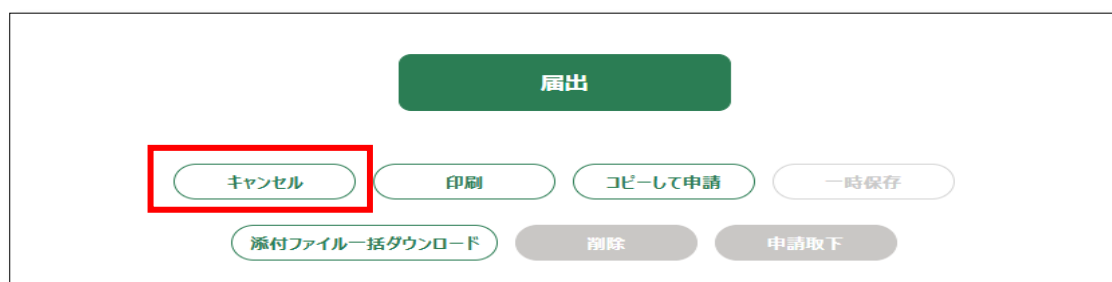 届出
キャンセル 印刷 コピーして申請 一時保存
添付ファイル一括ダウンロード 削除 申請取下